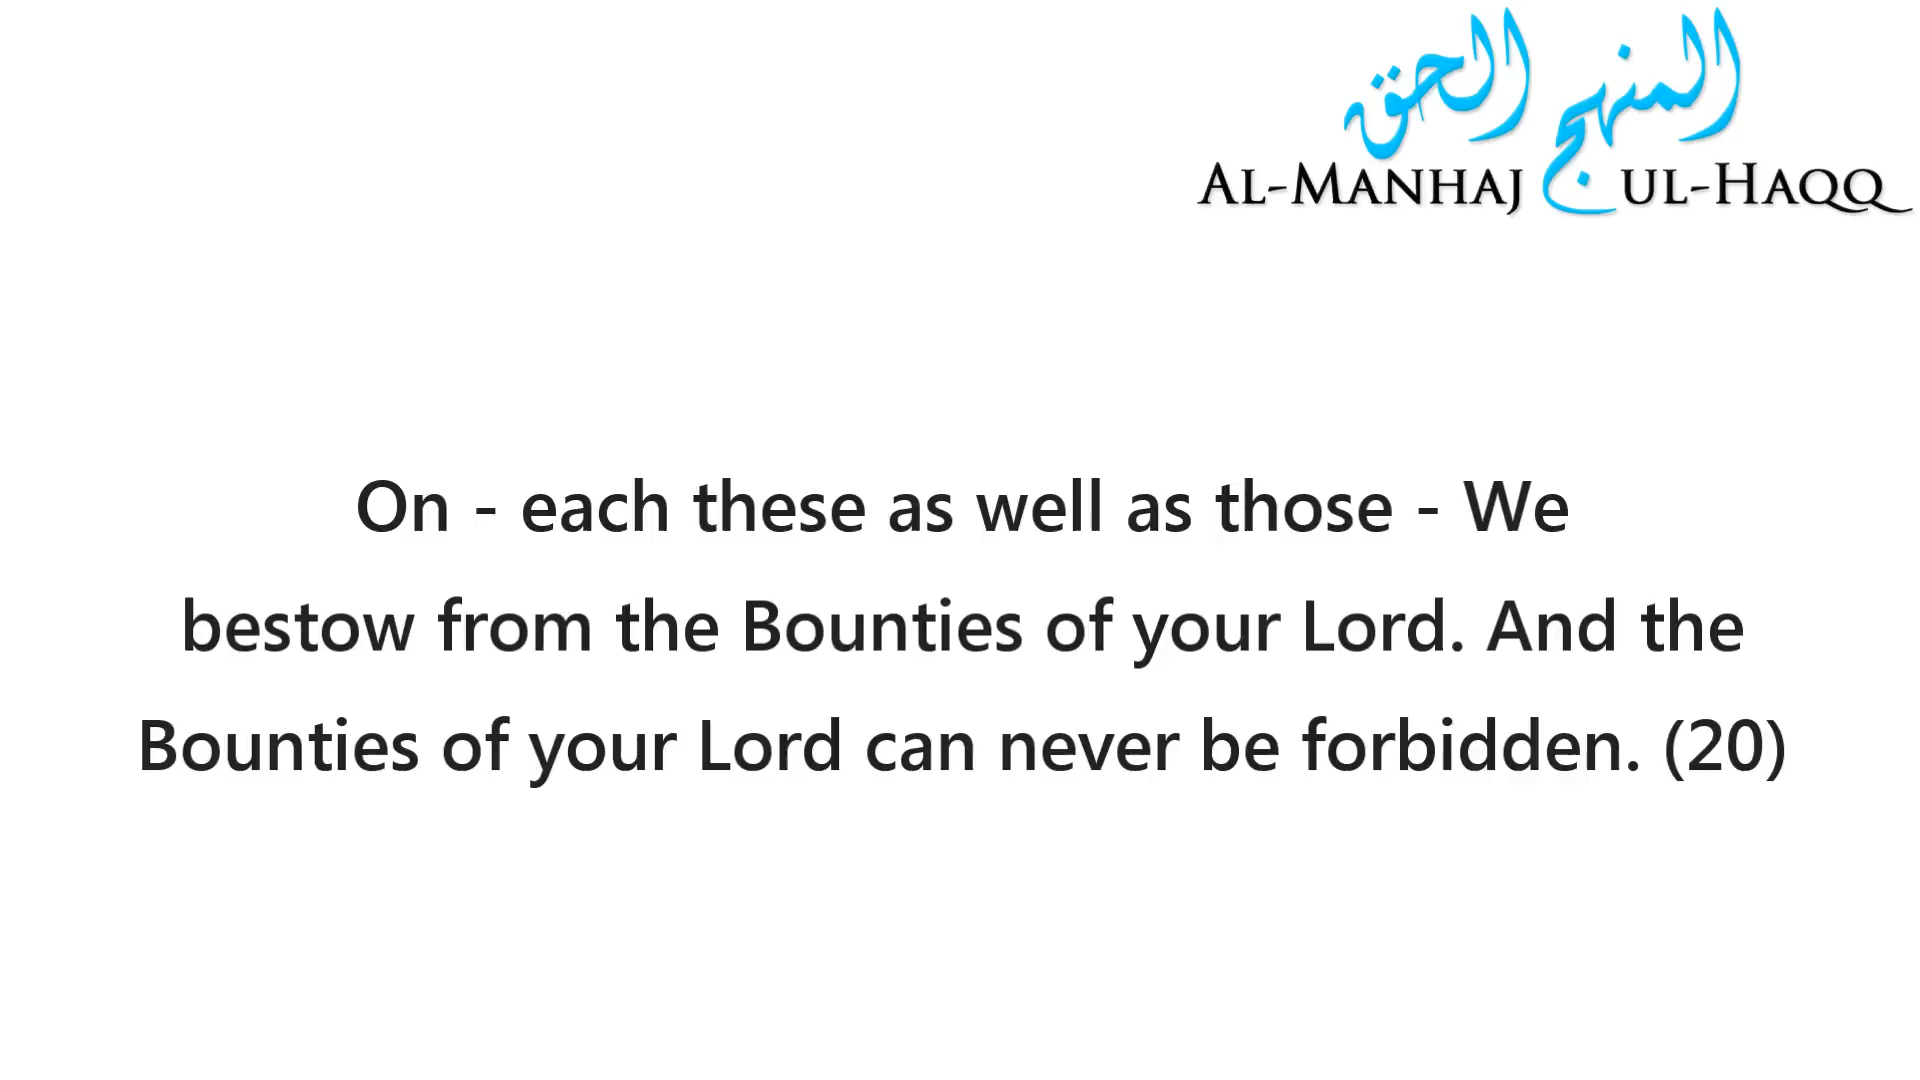 المنهج الحق
AL-MANHAJ UL-HAQQ
On - each these as well as those - We
bestow from the Bounties of your Lord. And the
Bounties of your Lord can never be forbidden. (20)